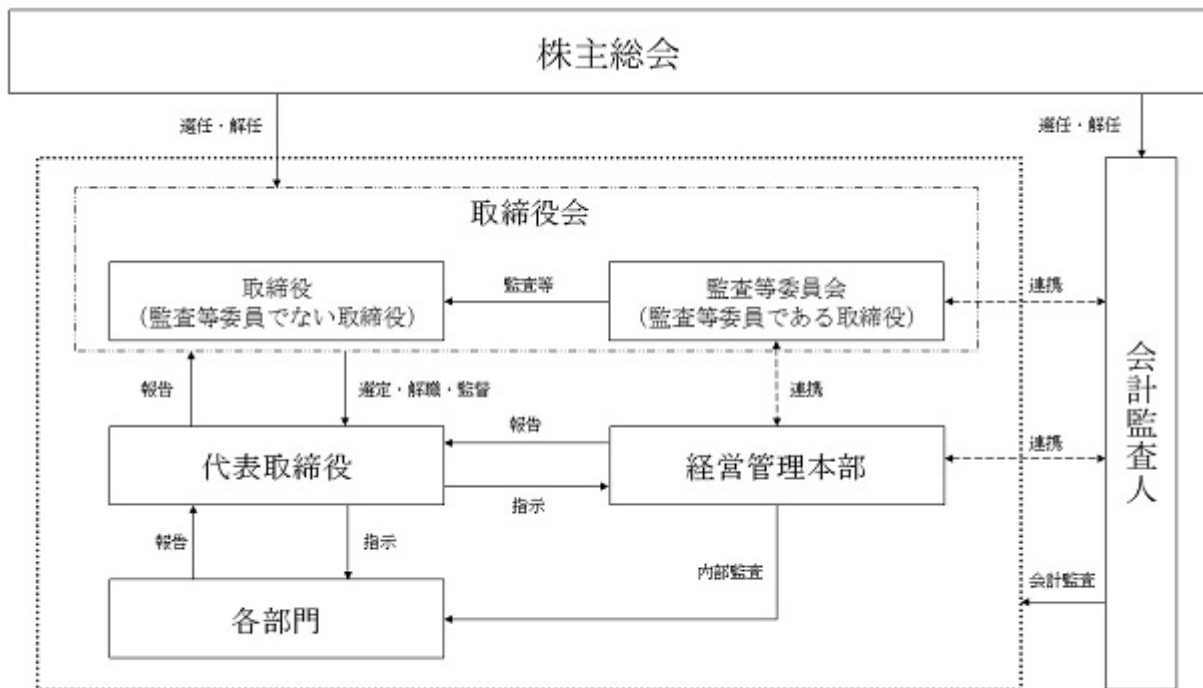 株主総会
選任・解任
選任・解任
取締役会
取締役
(監査等委員でない取締役)
監査等
監査等委員会
(監査等委員である取締役)
連携
報告
選定・解職・監督
連携
代表取締役
報告
指示
経営管理本部
連携
会計監査人
報告
指示
内部監査
会計監査
各部門